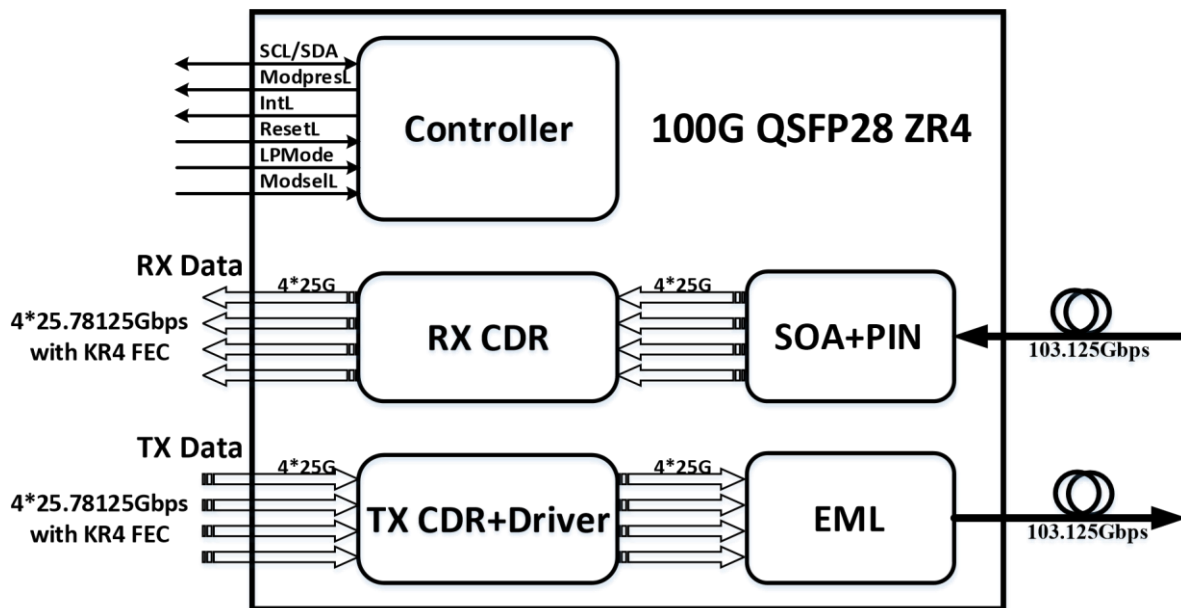 SCL/SDA
ModpresL
IntL
ResetL
LPMode
ModselL
Controller
100G QSFP28 ZR4
RX Data
4*25G
4*25G
4*25.78125Gbps
with KR4 FEC
RX CDR
SOA+PIN
103.125Gbps
TX Data
4*25G
4*25G
4*25.78125Gbps
with KR4 FEC
TX CDR+Driver
EML
103.125Gbps